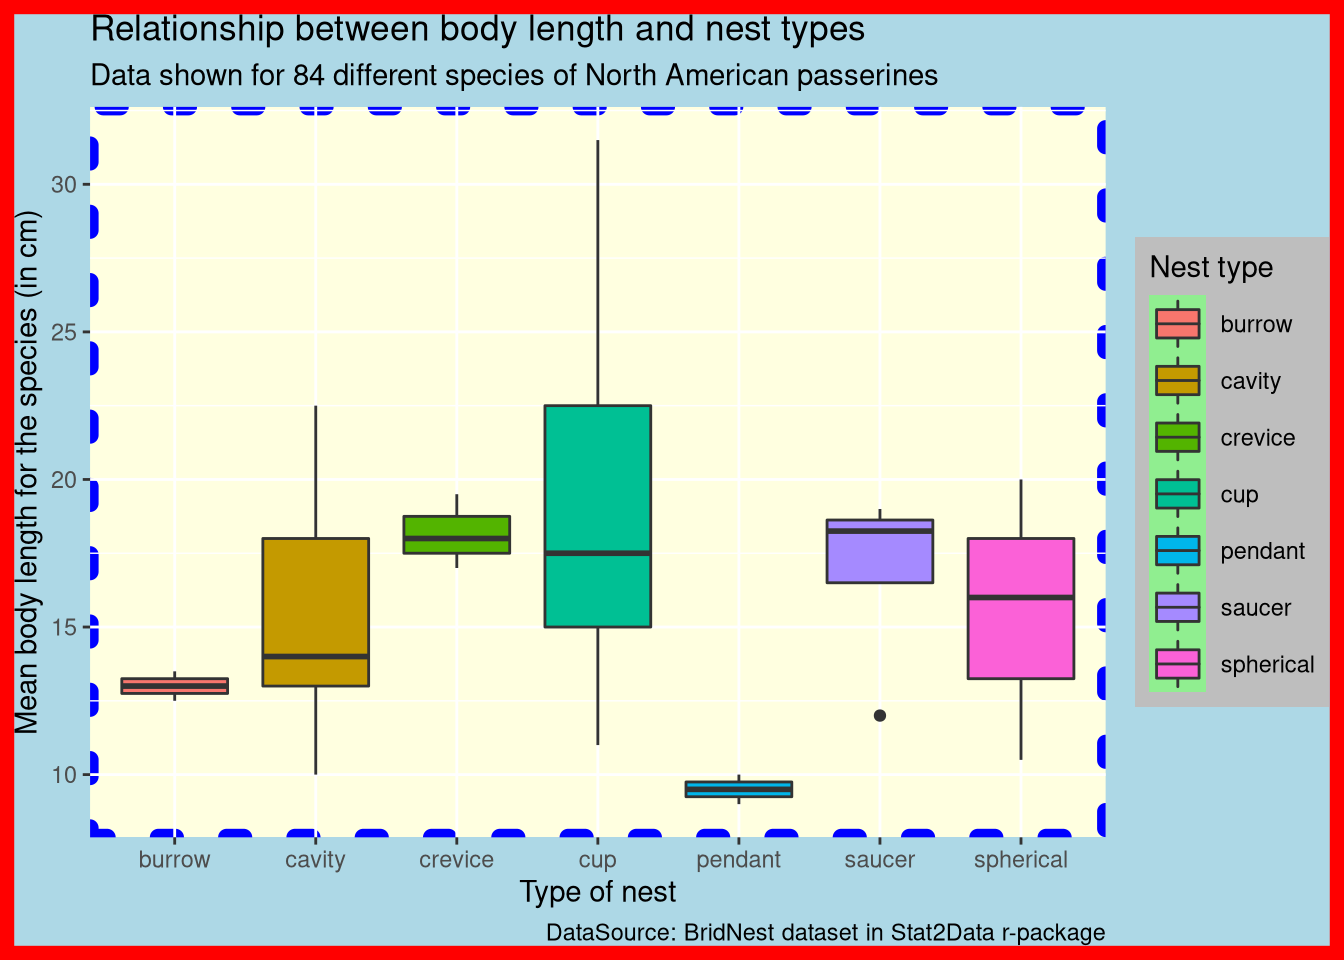 Relationship between body length and nest types
Data shown for 84 different species of North American passerines
Mean body length for the species (in cm)
30
25
20
15
10
burrow cavity crevice cup pendant saucer spherical
Type of nest
DataSource: BridNest dataset in Stat2Data r-package
Nest type
burrow
cavity
crevice
cup
pendant
saucer
spherical